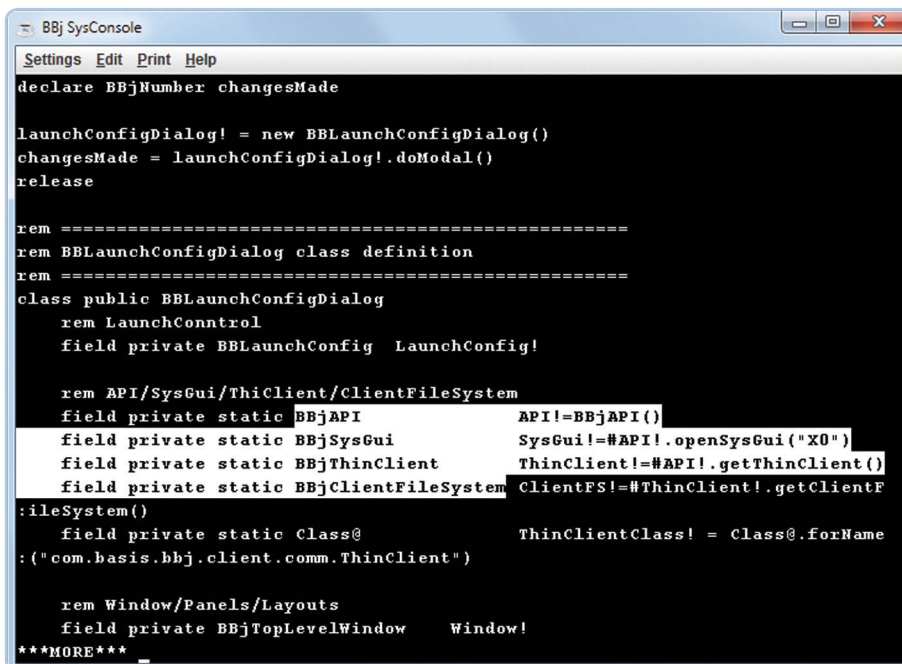 BBj SysConsole
Settings Edit Print Help
declare BBjNumber changesMade
launchConfigDialog! = new BBLaunchConfigDialog()
changesMade = launchConfigDialog!.doModal()
release
rem ===================================================
rem BBLaunchConfigDialog class definition
rem ===================================================
class public BBLaunchConfigDialog
    rem LaunchConntrol
    field private BBLaunchConfig  LaunchConfig!
    rem API/SysGui/ThiClient/ClientFileSystem
    field private static BBjAPI              API!=BBjAPI()
    field private static BBjSysGui           SysGui!=#API!.openSysGui("X0")
    field private static BBjThinClient       ThinClient!=#API!.getThinClient()
    field private static BBjClientFileSystem ClientFS!=#ThinClient!.getClientF
:ileSystem()
    field private static Class@              ThinClientClass! = Class@.forName
:("com.basis.bbj.client.comm.ThinClient")
    rem Window/Panels/Layouts
    field private BBjTopLevelWindow    Window!
***MORE***